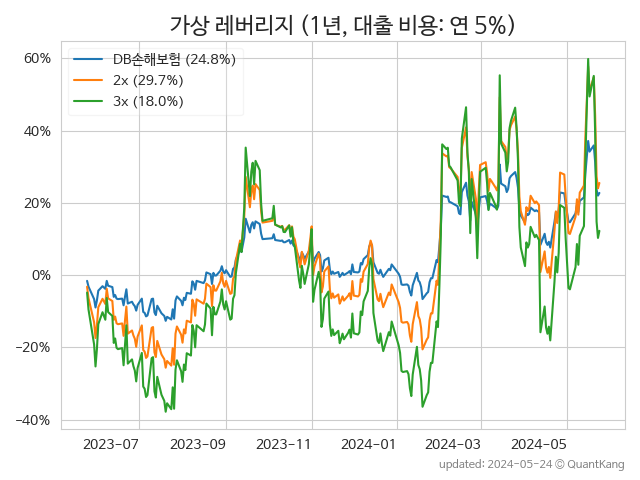 가상 레버리지 (1년, 대출 비용: 연 5%)
DB손해보험 (24.8%)
2x (29.7%)
3x (18.0%)
60%
40%
20%
0%
−20%
−40%
2023-07
2023-09
2023-11
2024-01
2024-03
2024-05
updated: 2024-05-24 © QuantKang